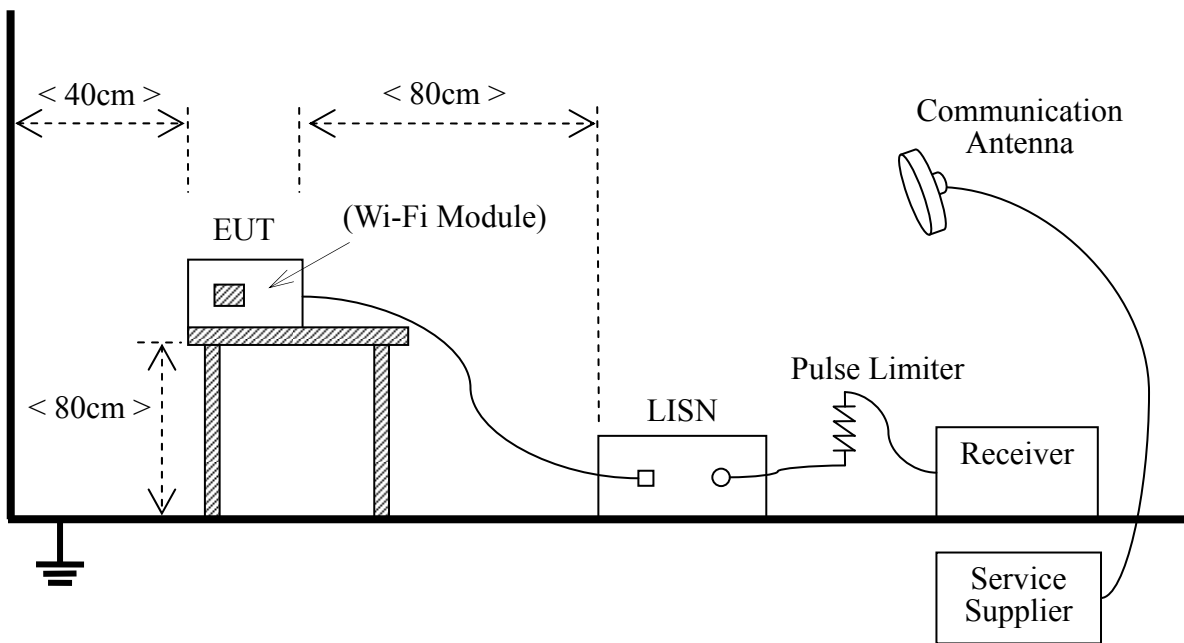 < 40cm >
< 80cm >
Communication
Antenna
(Wi-Fi Module)
EUT
Pulse Limiter
< 80cm >
LISN
Receiver
Service
Supplier